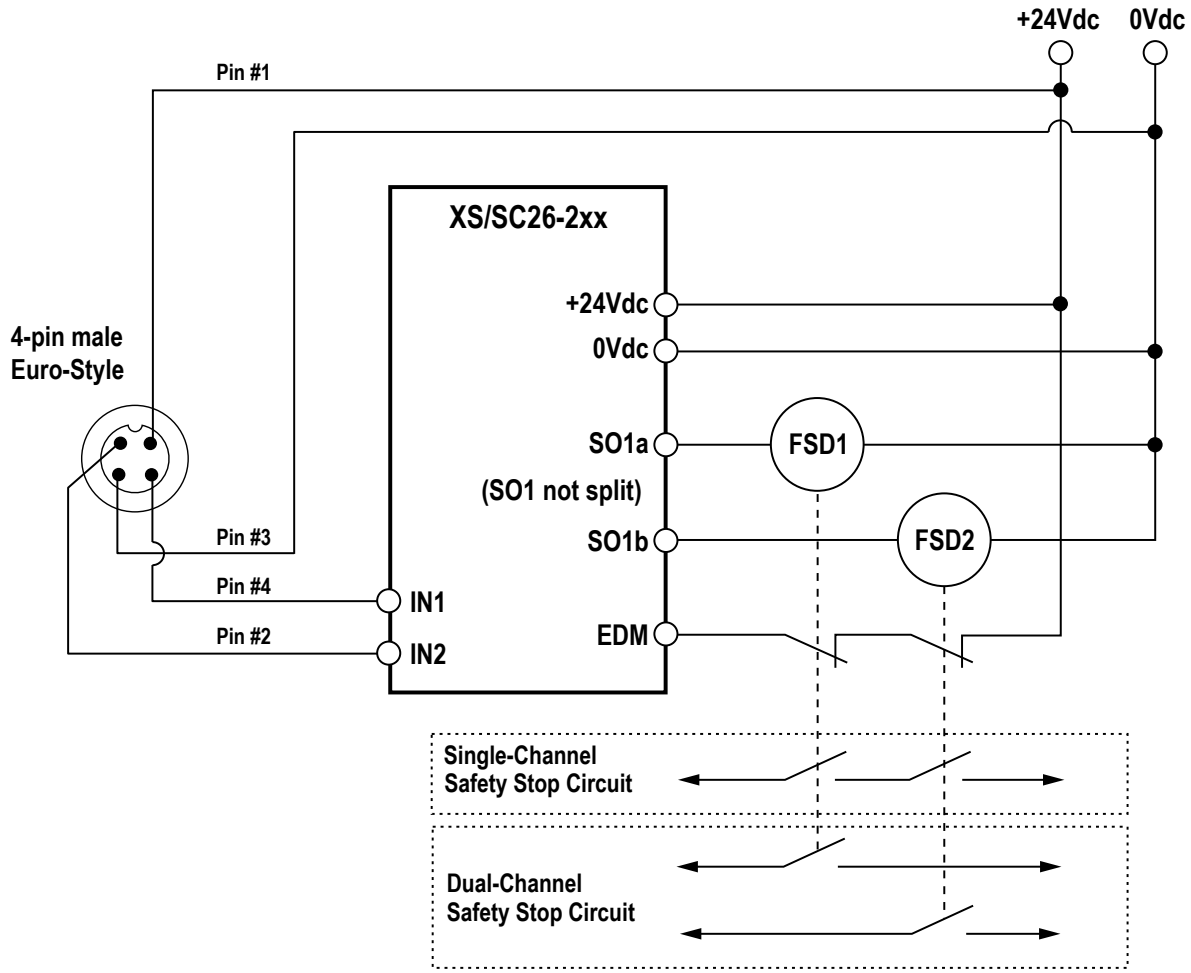 +24Vdc 0Vdc
Pin #1
XS/SC26-2xx
+24Vdc
0Vdc
4-pin male
Euro-Style
SO1a
FSD1
(SO1 not split)
SO1b
FSD2
Pin #3
Pin #4
IN1
Pin #2
IN2
EDM
Single-Channel
Safety Stop Circuit
Dual-Channel
Safety Stop Circuit